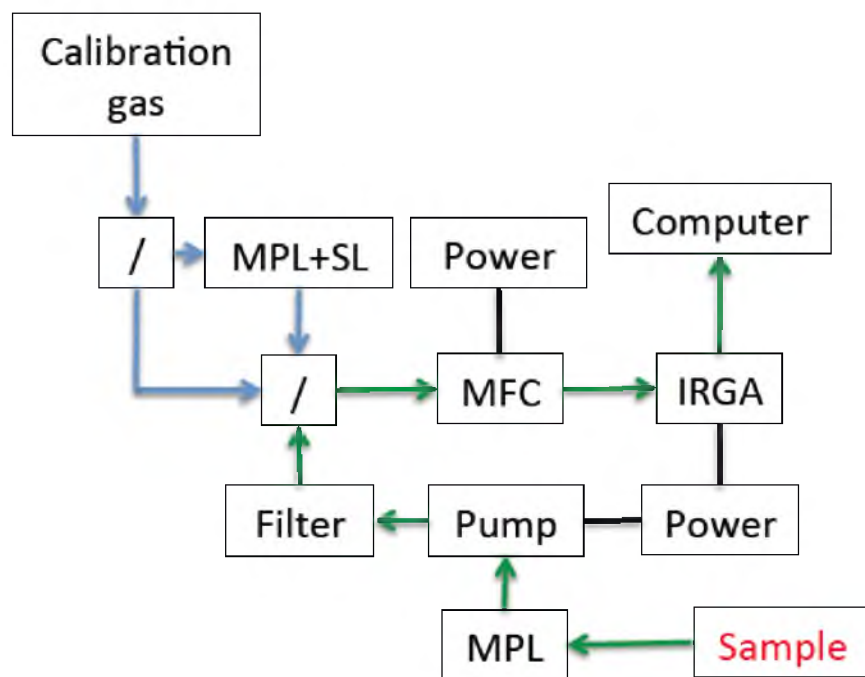 Calibration
gas
Computer
/
MPL+SL
Power
/
MFC
IRGA
Filter
Pump
Power
MPL
Sample